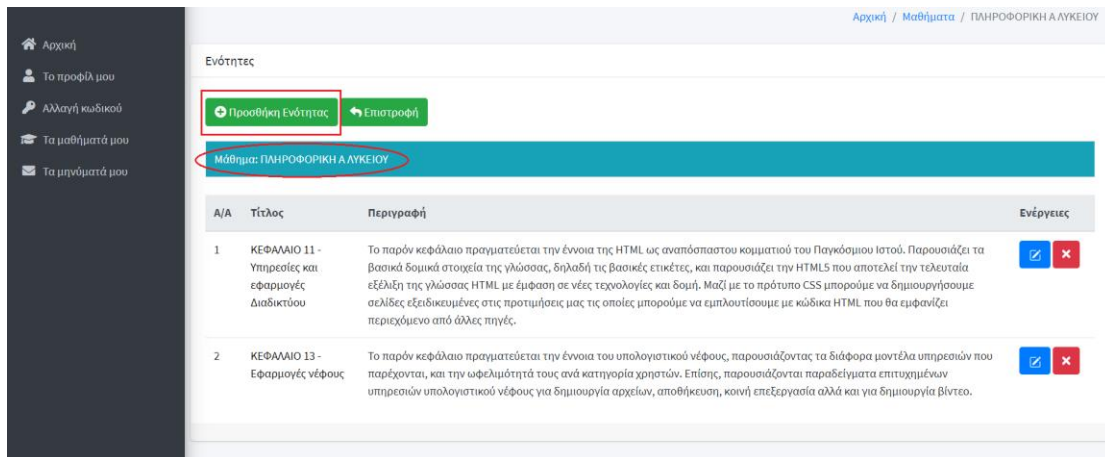 Αρχική / Μαθήματα / ΠΛΗΡΟΦΟΡΙΚΗ Α ΛΥΚΕΙΟΥ
Αρχική
Το προφίλ μου
Αλλαγή κωδικού
Τα μαθήματά μου
Τα μηνύματά μου
Ενότητες
Προσθήκη Ενότητας
Επιστροφή
Μάθημα: ΠΛΗΡΟΦΟΡΙΚΗ Α ΛΥΚΕΙΟΥ
Α/Α Τίτλος Περιγραφή Ενέργειες
1
ΚΕΦΑΛΑΙΟ 11 -
Υπηρεσίες και
εφαρμογές
Διαδικτύου
Το παρόν κεφάλαιο πραγματεύεται την έννοια της HTML ως αναπόσπαστου κομματιού του Παγκόσμιου Ιστού. Παρουσιάζει τα
βασικά δομικά στοιχεία της γλώσσας, δηλαδή τις βασικές ετικέτες, και παρουσιάζει την HTML5 που αποτελεί την τελευταία
εξέλιξη της γλώσσας HTML με έμφαση σε νέες τεχνολογίες και δομή. Μαζί με το πρότυπο CSS μπορούμε να δημιουργήσουμε
σελίδες εξειδικευμένες στις προτιμήσεις μας τις οποίες μπορούμε να εμπλουτίσουμε με κώδικα HTML που θα εμφανίζει
περιεχόμενο από άλλες πηγές.
2
ΚΕΦΑΛΑΙΟ 13 -
Εφαρμογές νέφους
Το παρόν κεφάλαιο πραγματεύεται την έννοια του υπολογιστικού νέφους, παρουσιάζοντας τα διάφορα μοντέλα υπηρεσιών που
παρέχονται, και την ωφελιμότητά τους ανά κατηγορία χρηστών. Επίσης, παρουσιάζονται παραδείγματα επιτυχημένων
υπηρεσιών υπολογιστικού νέφους για δημιουργία αρχείων, αποθήκευση, κοινή επεξεργασία αλλά και για δημιουργία βίντεο.